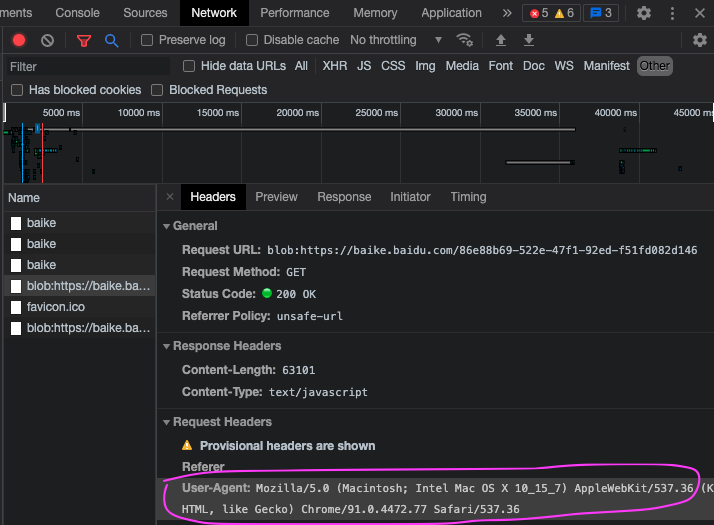 ments Console Sources Network Performance Memory Application » 5 6 3
Preserve log Disable cache No throttling
Filter Hide data URLs All XHR JS CSS Img Media Font Doc WS Manifest Other
Has blocked cookies Blocked Requests
5000 ms 10000 ms 15000 ms 20000 ms 25000 ms 30000 ms 35000 ms 40000 ms 45000 ms
Name × Headers Preview Response Initiator Timing
baike
baike
baike
blob:https://baike.ba…
favicon.ico
blob:https://baike.ba…
General
Request URL: blob:https://baike.baidu.com/86e88b69-522e-47f1-92ed-f51fd082d146
Request Method: GET
Status Code: 200 OK
Referrer Policy: unsafe-url
Response Headers
Content-Length: 63101
Content-Type: text/javascript
Request Headers
Provisional headers are shown
Referer
User-Agent: Mozilla/5.0 (Macintosh; Intel Mac OS X 10_15_7) AppleWebKit/537.36 (K
HTML, like Gecko) Chrome/91.0.4472.77 Safari/537.36